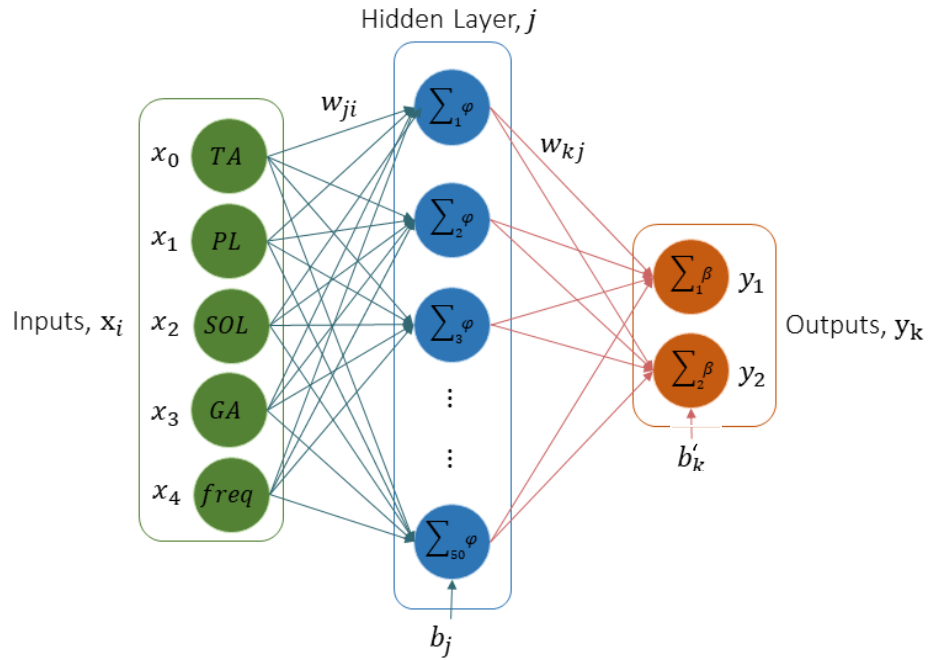 Hidden Layer, j
w_ji
w_kj
Inputs, x_i
x_0 TA
x_1 PL
x_2 SOL
x_3 GA
x_4 freq
∑_1 φ
∑_2 φ
∑_3 φ
⋮
⋮
∑_50 φ
b_j
∑_1 β y_1
∑_2 β y_2
b'_k
Outputs, y_k